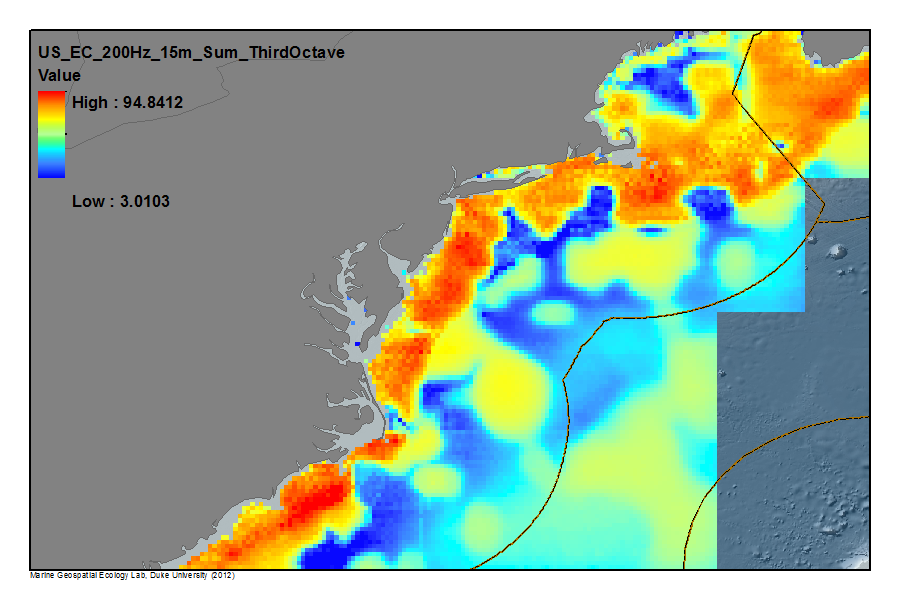 US_EC_200Hz_15m_Sum_ThirdOctave
Value
High : 94.8412
Low : 3.0103
Marine Geospatial Ecology Lab, Duke University (2012)